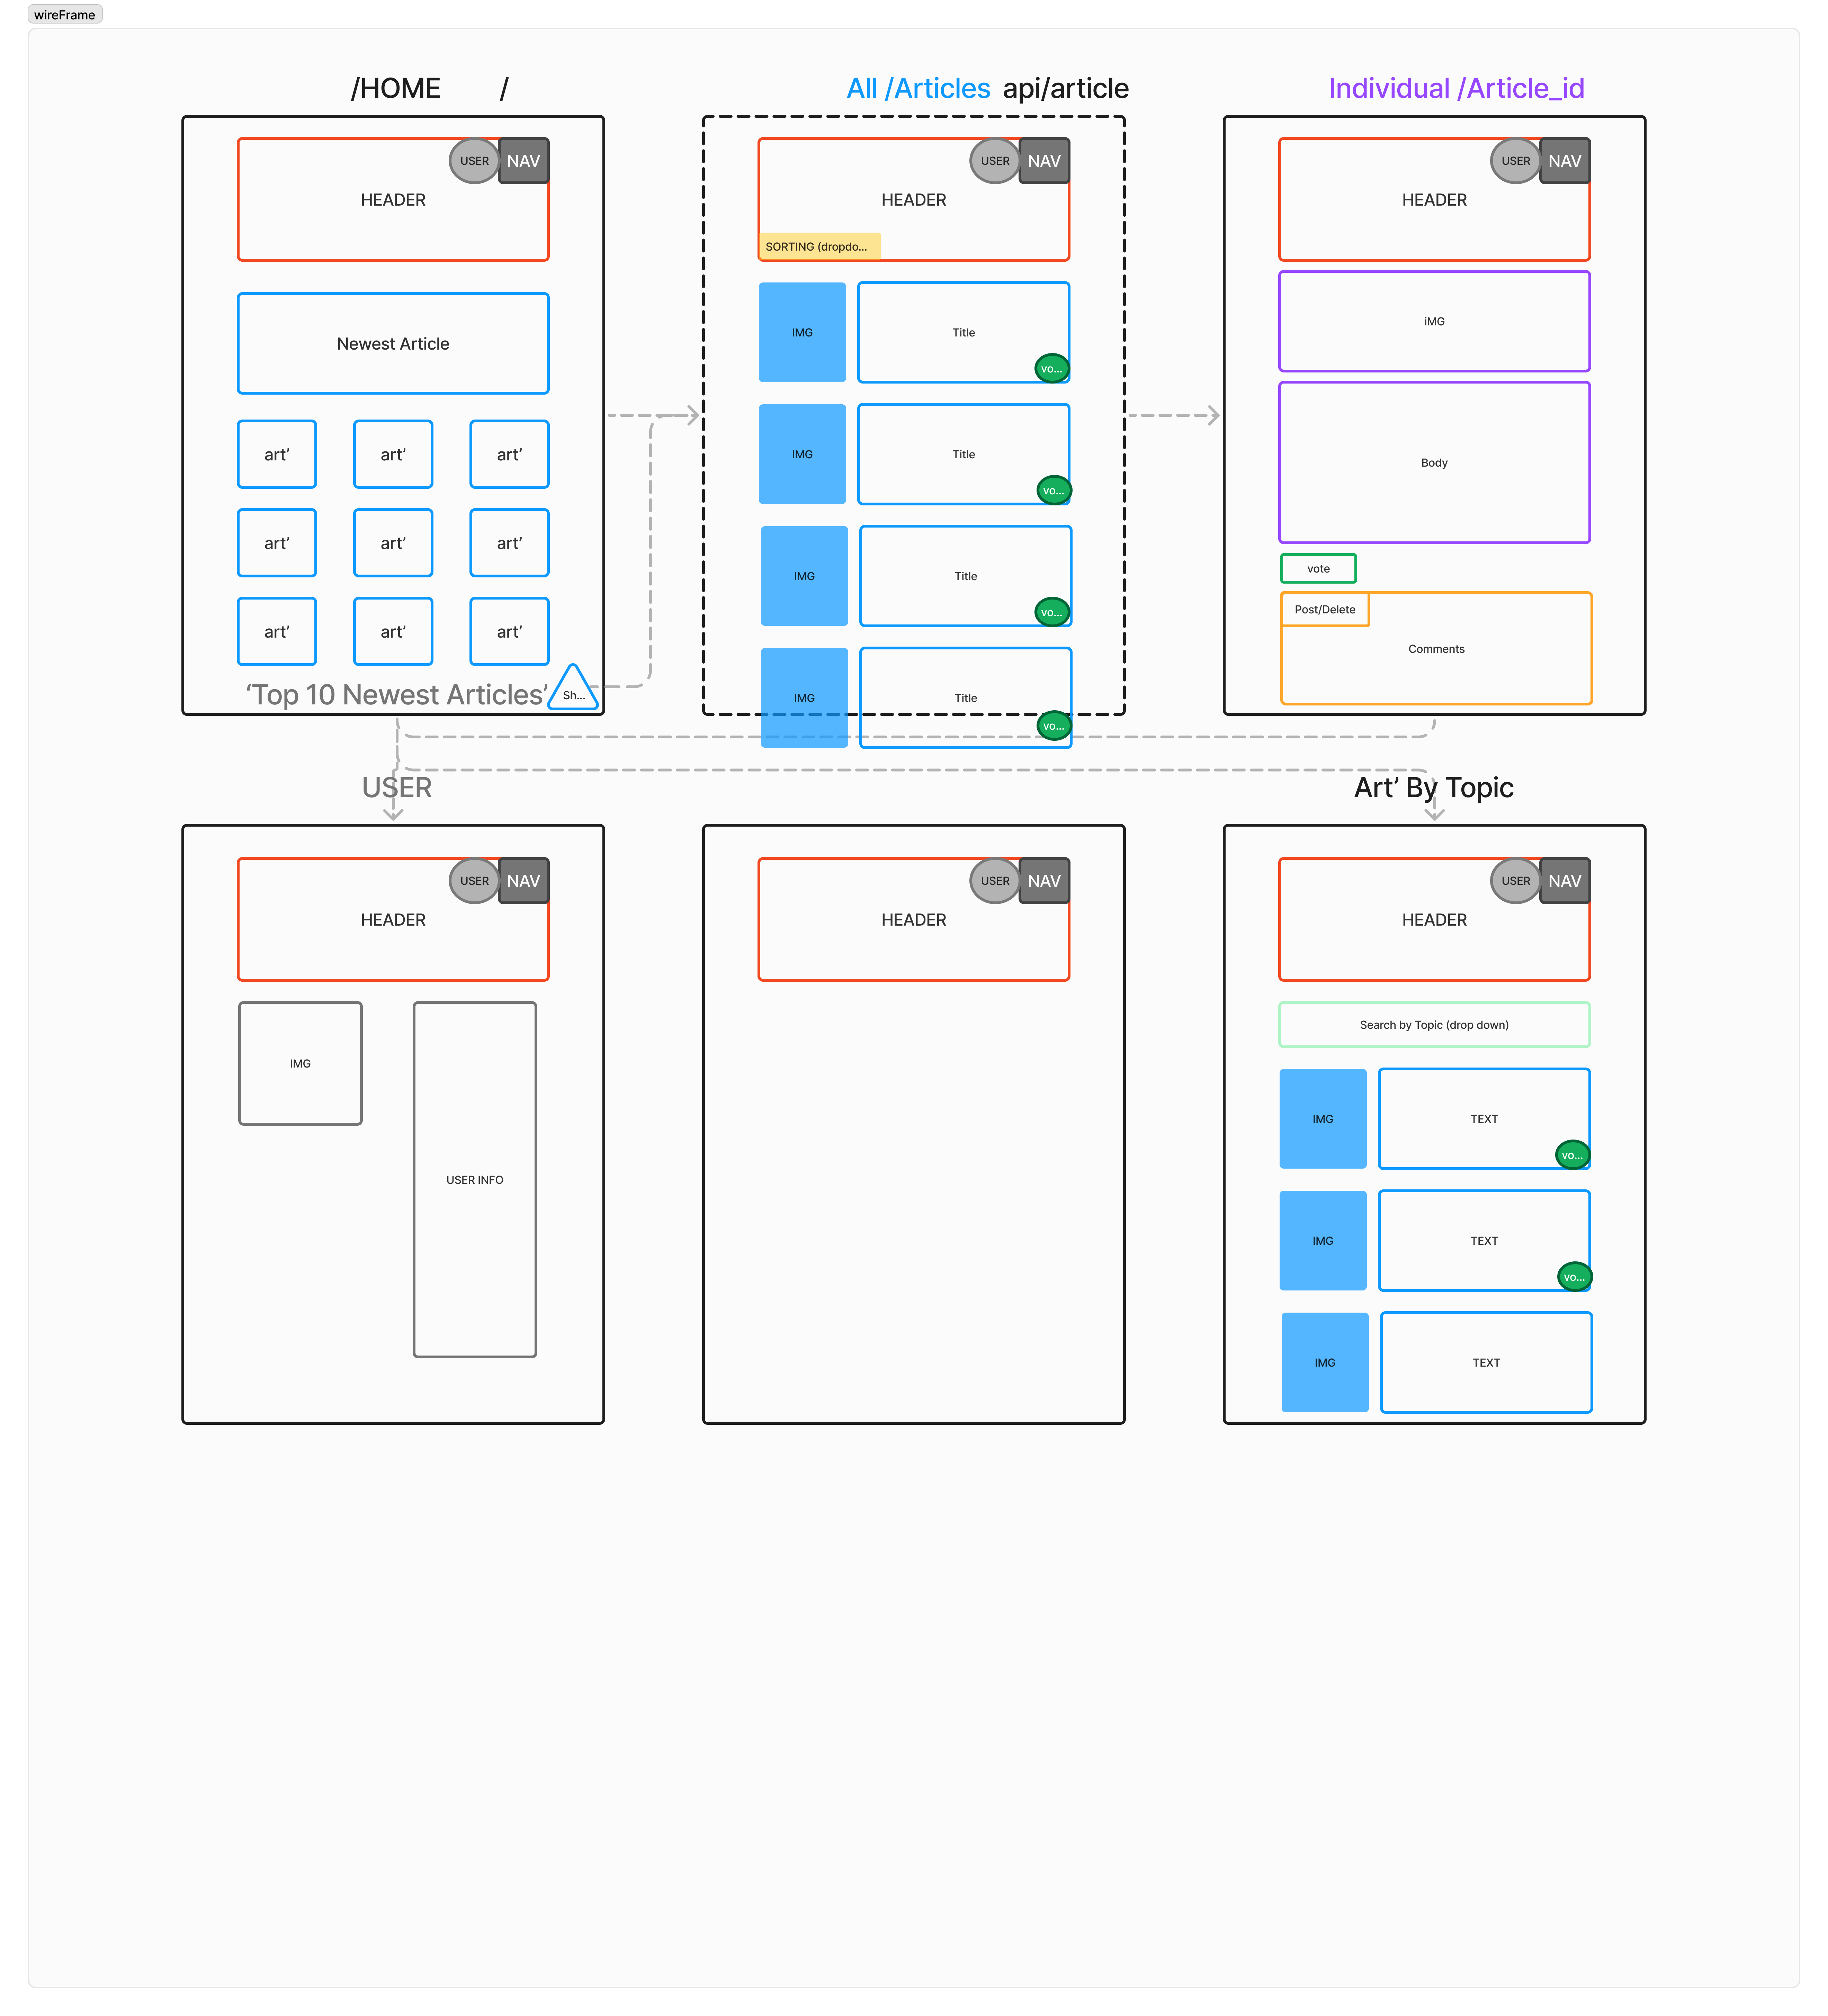 wireFrame
/HOME /
All /Articles api/article
Individual /Article_id
USER
NAV
HEADER
Newest Article
art’ art’ art’
art’ art’ art’
art’ art’ art’
‘Top 10 Newest Articles’
Sh...
USER
NAV
HEADER
SORTING (dropdo...
IMG
Title
vo...
IMG
Title
vo...
IMG
Title
vo...
IMG
Title
vo...
USER
NAV
HEADER
iMG
Body
vote
Post/Delete
Comments
USER
Art’ By Topic
USER
NAV
HEADER
IMG
USER INFO
USER
NAV
HEADER
USER
NAV
HEADER
Search by Topic (drop down)
IMG
TEXT
vo...
IMG
TEXT
vo...
IMG
TEXT